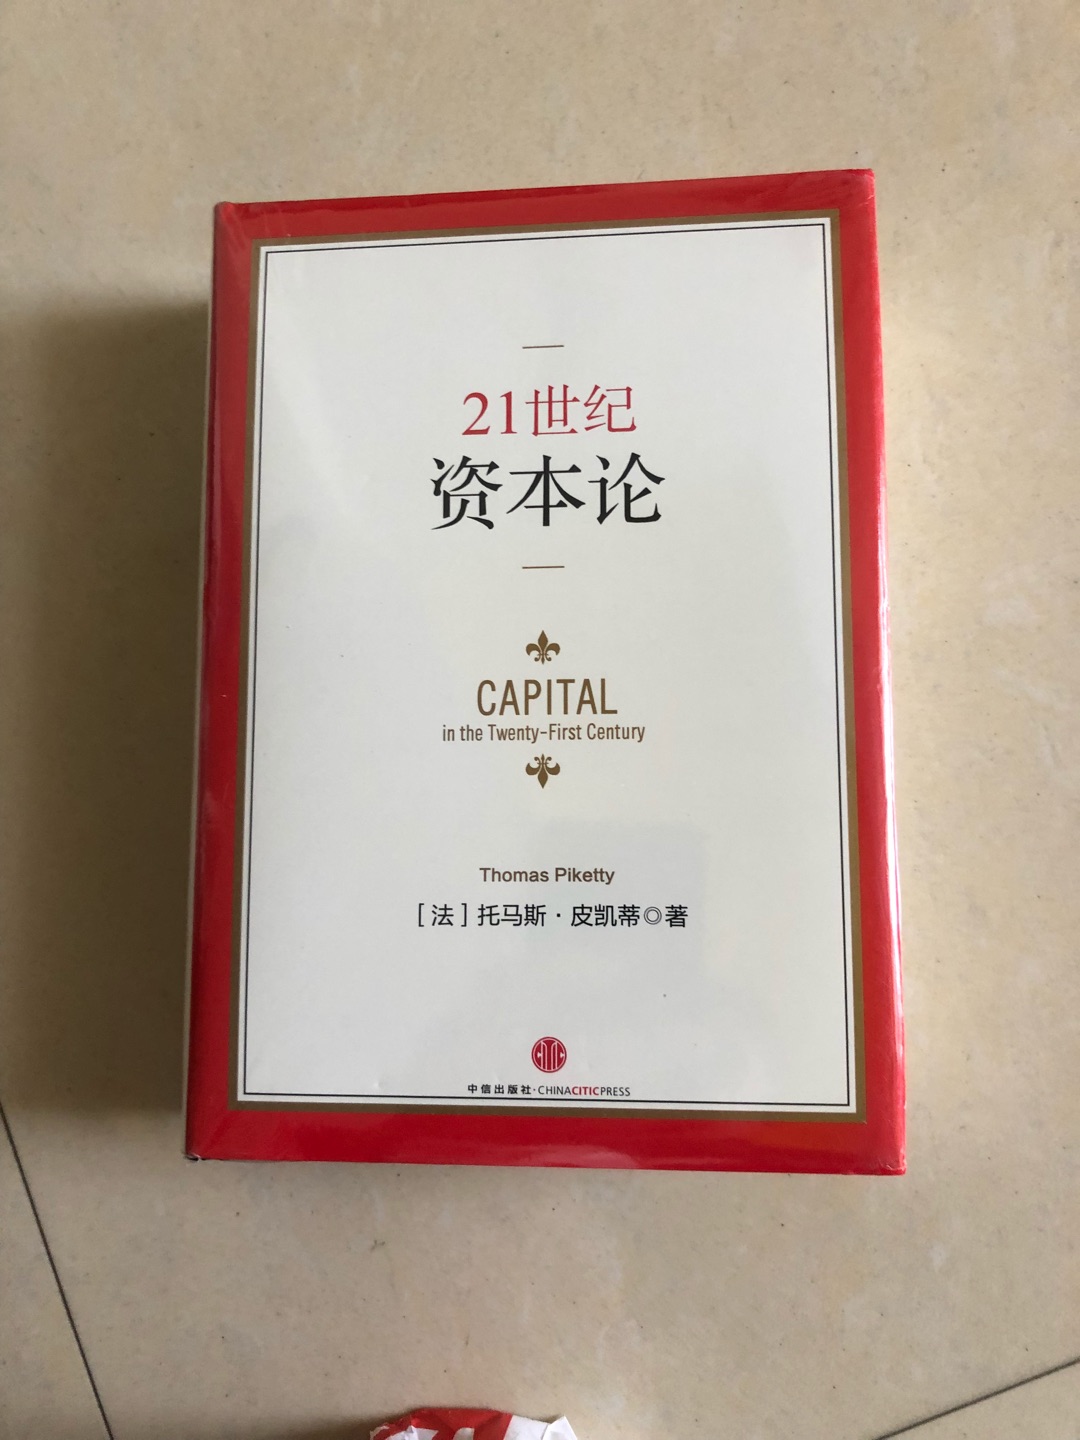 21世纪
资本论
CAPITAL
in the Twenty-First Century
Thomas Piketty
[法]托马斯·皮凯蒂◎著
中信出版社·CHINACITICPRESS